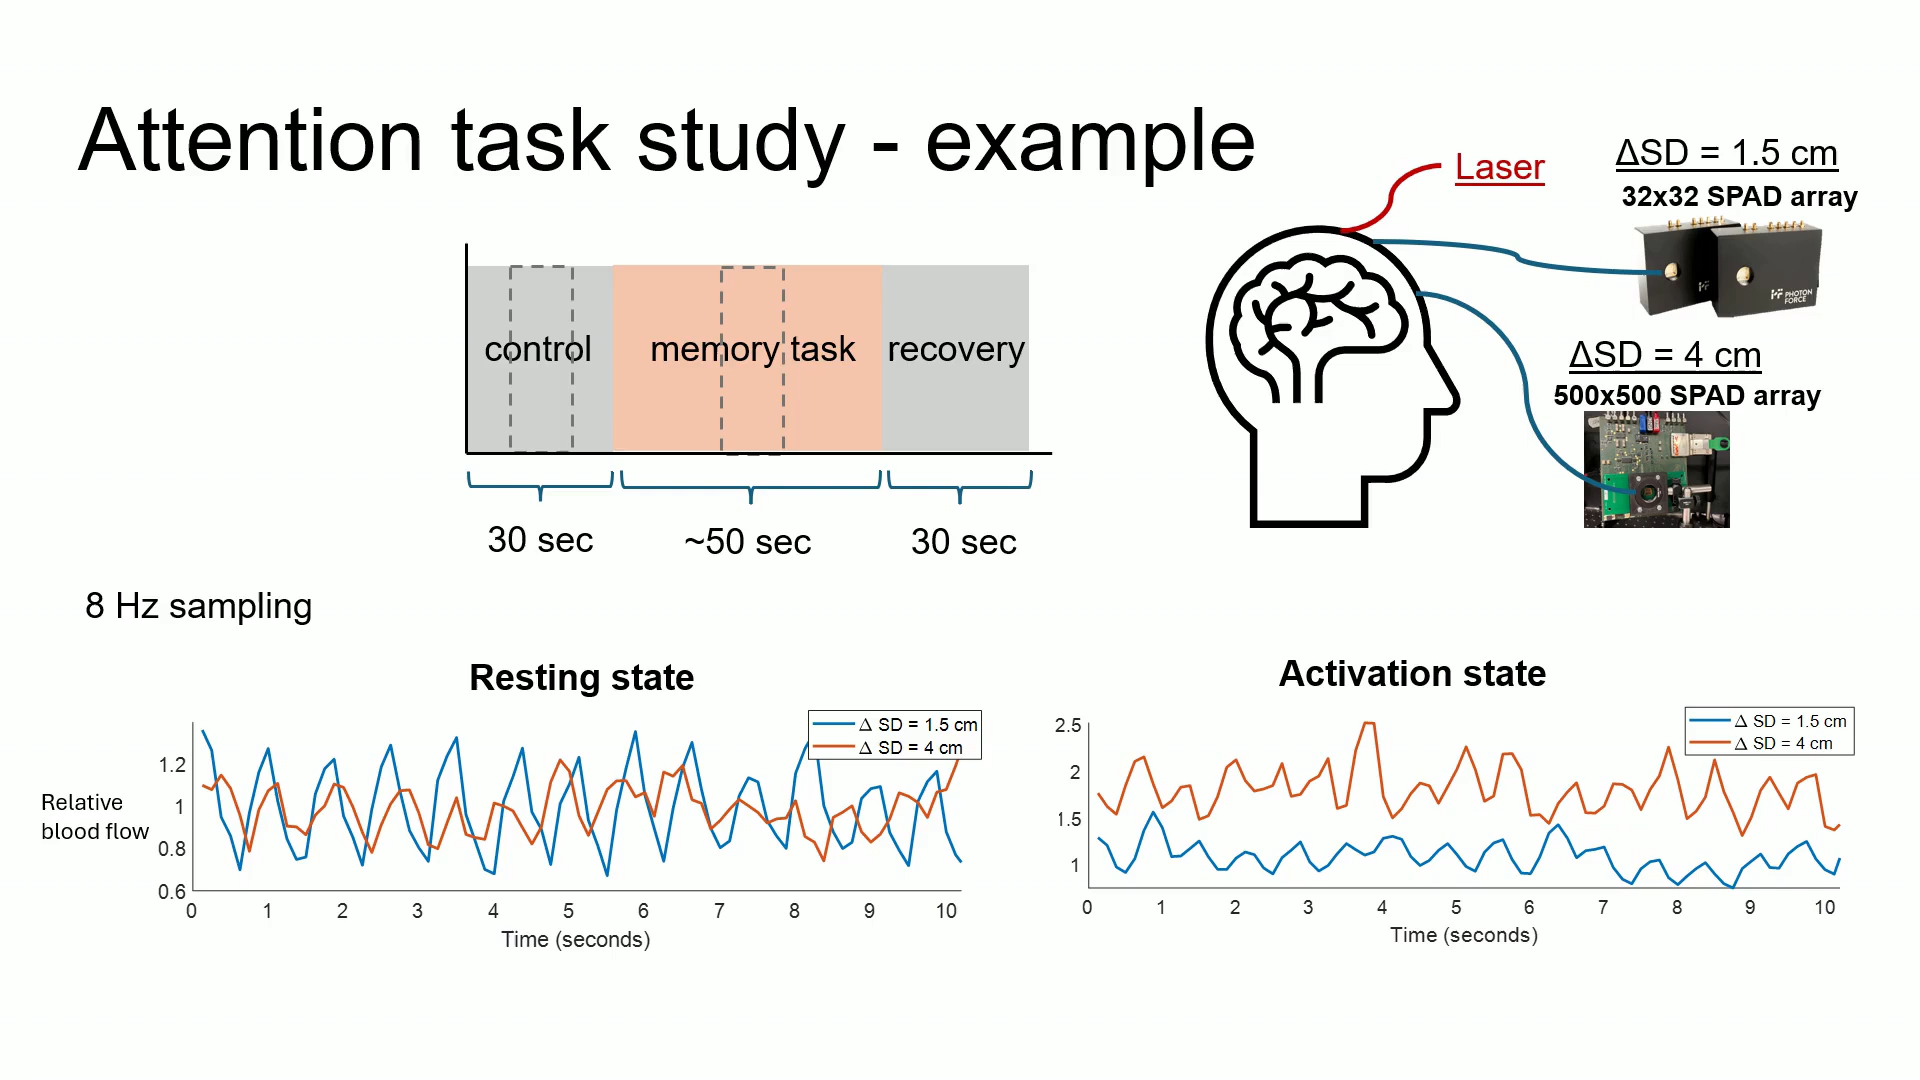 Attention task study - example
Laser
ΔSD = 1.5 cm
32x32 SPAD array
PHOTON
FORCE
ΔSD = 4 cm
500x500 SPAD array
control
memory task
recovery
30 sec
~50 sec
30 sec
8 Hz sampling
Resting state
Δ SD = 1.5 cm
Δ SD = 4 cm
Relative
blood flow
1.2
1
0.8
0.6
0 1 2 3 4 5 6 7 8 9 10
Time (seconds)
Activation state
Δ SD = 1.5 cm
Δ SD = 4 cm
2.5
2
1.5
1
0 1 2 3 4 5 6 7 8 9 10
Time (seconds)